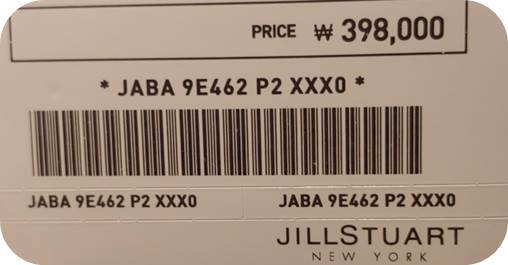 PRICE ₩ 398,000
* JABA 9E462 P2 XXX0 *
JABA 9E462 P2 XXX0 JABA 9E462 P2 XXX0
JILLSTUART
NEW YORK